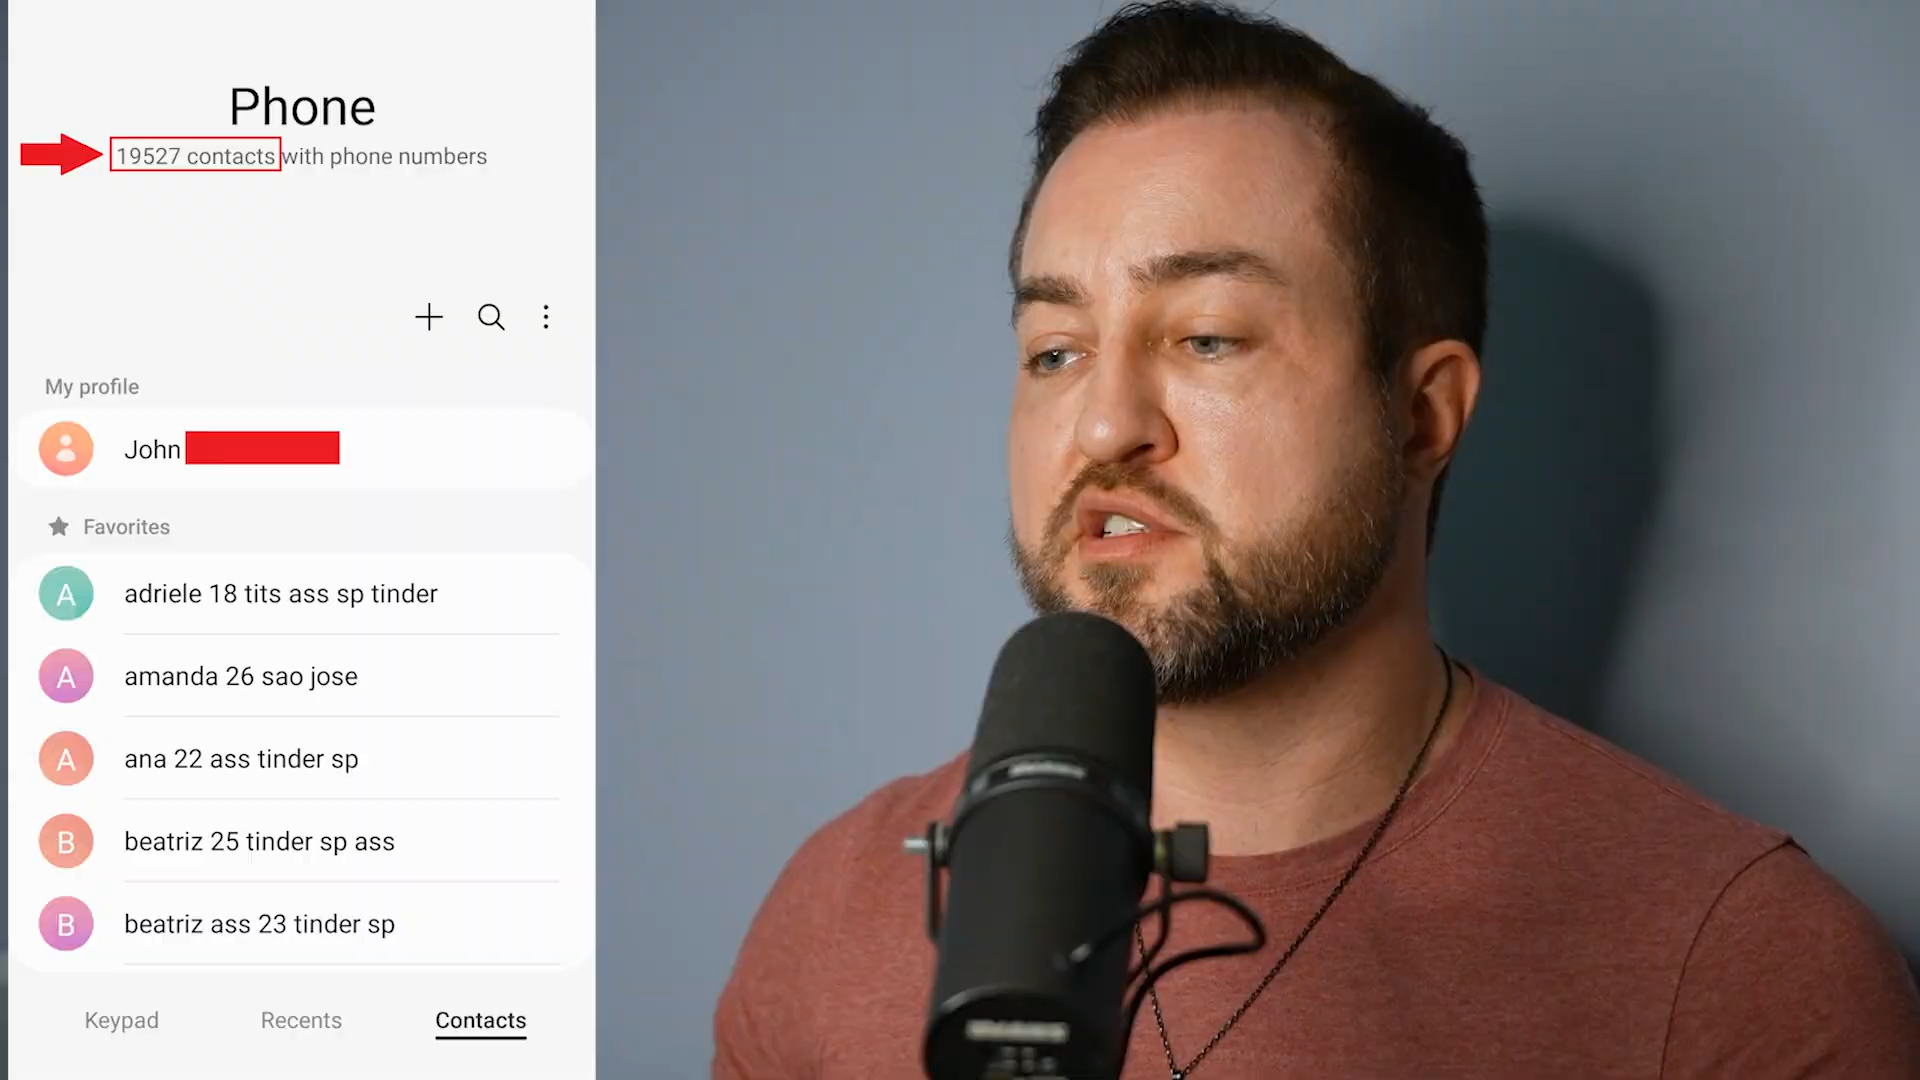 Phone
19527 contacts with phone numbers
My profile
John
Favorites
A adriele 18 tits ass sp tinder
A amanda 26 sao jose
A ana 22 ass tinder sp
B beatriz 25 tinder sp ass
B beatriz ass 23 tinder sp
Keypad Recents Contacts